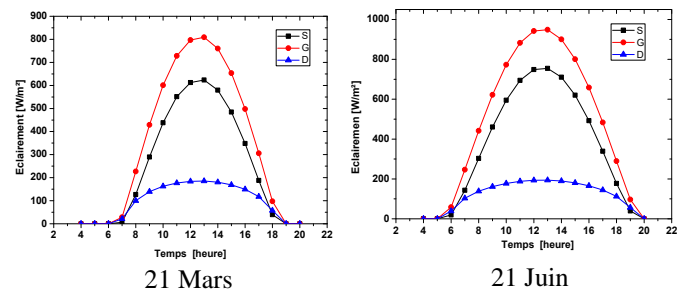 900
800
700
600
500
400
300
200
100
0
Eclairement [W/m²]
S
G
D
2 4 6 8 10 12 14 16 18 20 22
Temps [heure]
21 Mars
1000
800
600
400
200
0
Eclairemen [W/m²]
S
G
D
2 4 6 8 10 12 14 16 18 20 22
Temps [heure]
21 Juin